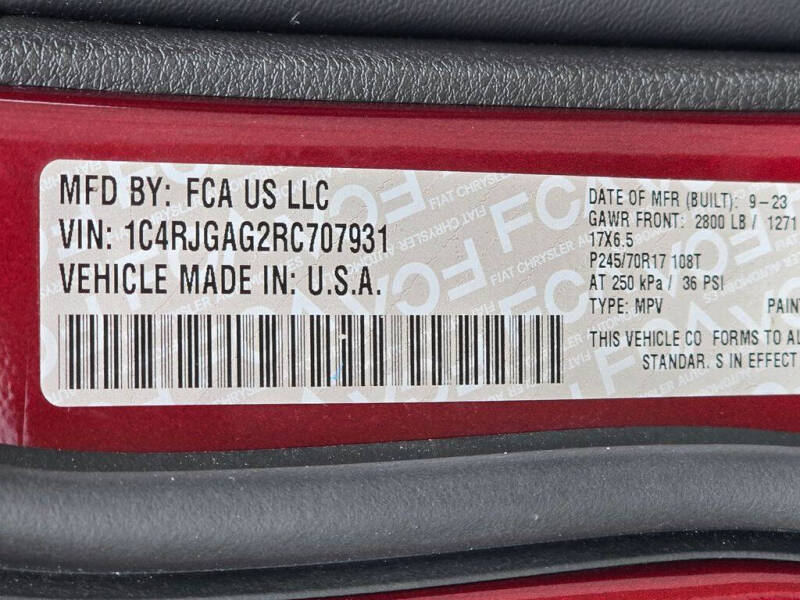 MFD BY: FCA US LLC
VIN: 1C4RJGAG2RC707931
VEHICLE MADE IN: U.S.A.
DATE OF MFR (BUILT): 9-23
GAWR FRONT: 2800 LB / 1271
17X6.5
P245/70R17 108T
AT 250 kPa / 36 PSI
TYPE: MPV PAIN
THIS VEHICLE CO FORMS TO AL
STANDAR S IN EFFECT